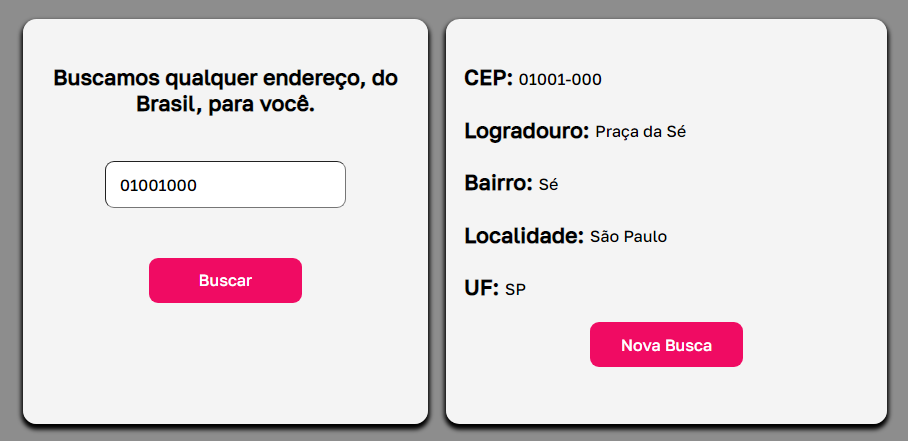 Buscamos qualquer endereço, do
Brasil, para você.
01001000
Buscar
CEP: 01001-000
Logradouro: Praça da Sé
Bairro: Sé
Localidade: São Paulo
UF: SP
Nova Busca